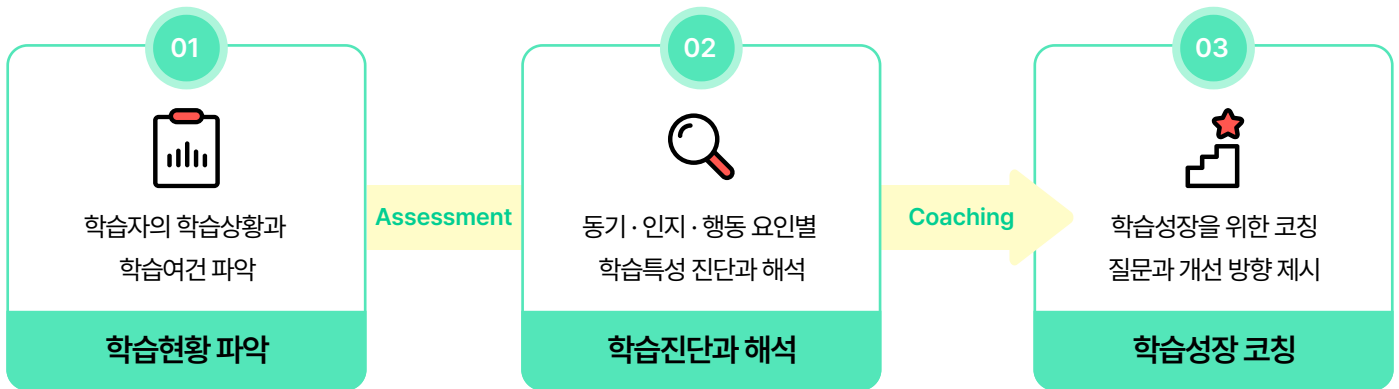 01
학습자의 학습상황과
학습여건 파악
학습현황 파악
Assessment
02
동기 · 인지 · 행동 요인별
학습특성 진단과 해석
학습진단과 해석
Coaching
03
학습성장을 위한 코칭
질문과 개선 방향 제시
학습성장 코칭